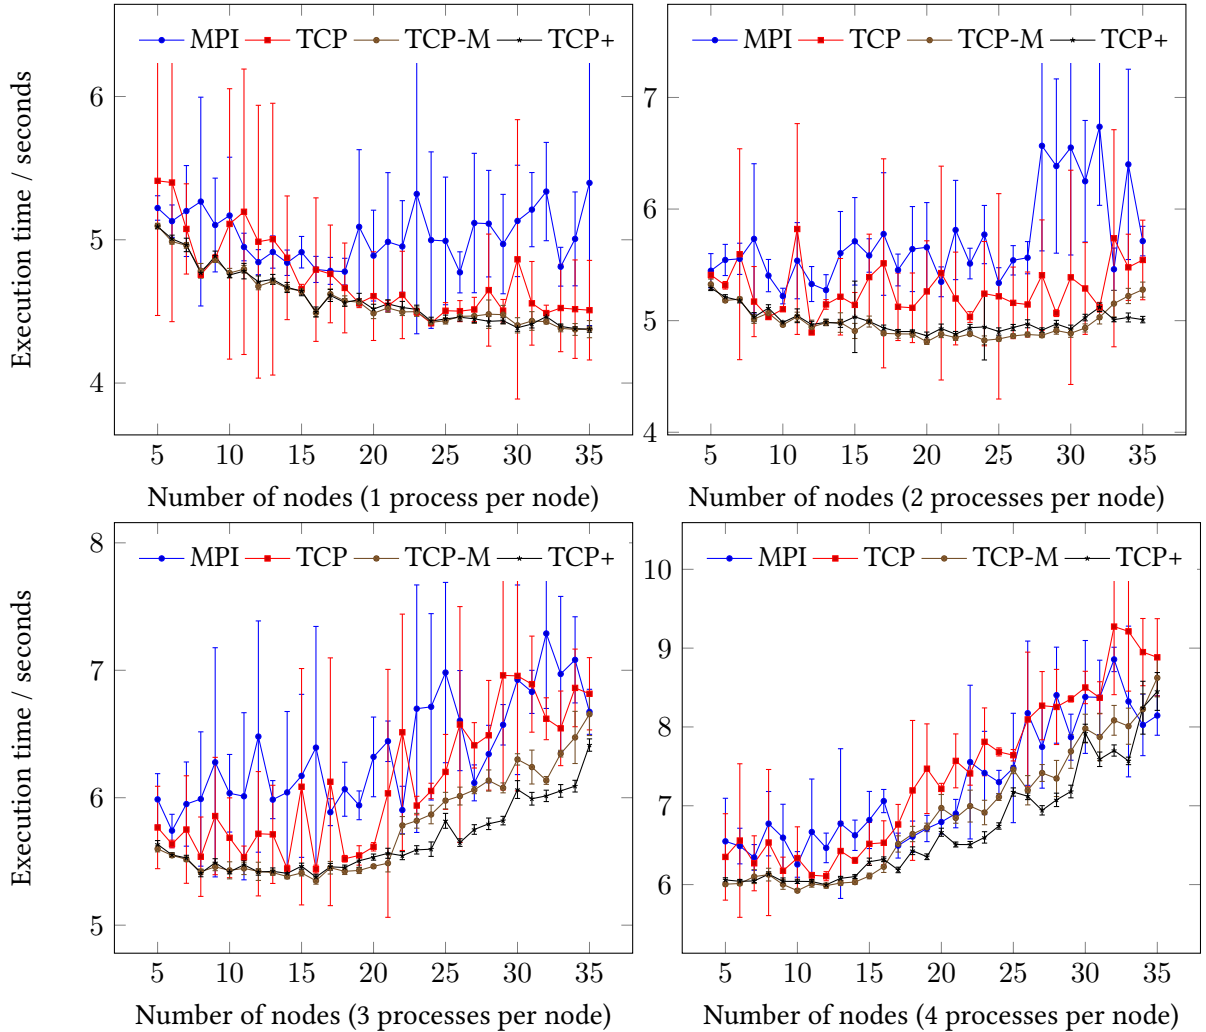 MPI TCP TCP-M TCP+
Execution time / seconds
6
5
4
5 10 15 20 25 30 35
Number of nodes (1 process per node)
MPI TCP TCP-M TCP+
7
6
5
4
5 10 15 20 25 30 35
Number of nodes (2 processes per node)
MPI TCP TCP-M TCP+
Execution time / seconds
8
7
6
5
5 10 15 20 25 30 35
Number of nodes (3 processes per node)
MPI TCP TCP-M TCP+
10
9
8
7
6
5 10 15 20 25 30 35
Number of nodes (4 processes per node)